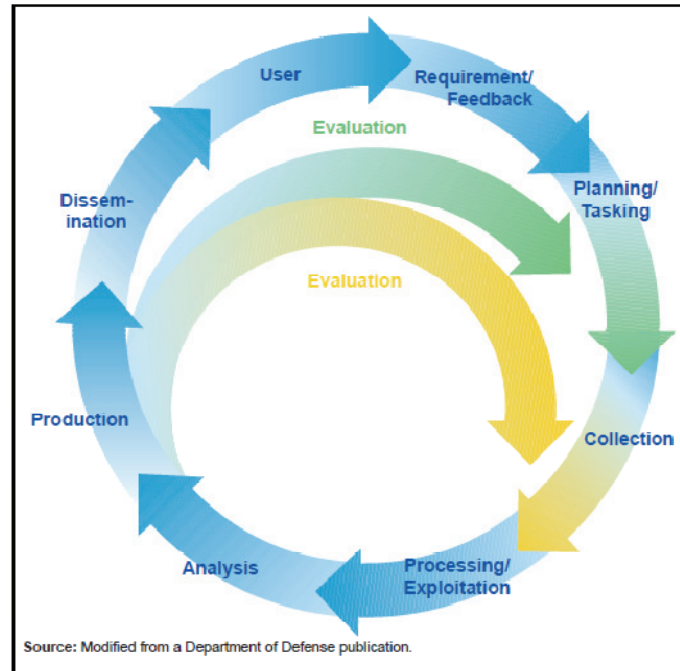 User
Requirement/
Feedback
Evaluation
Planning/
Tasking
Dissem-
ination
Evaluation
Production
Collection
Analysis
Processing/
Exploitation
Source: Modified from a Department of Defense publication.